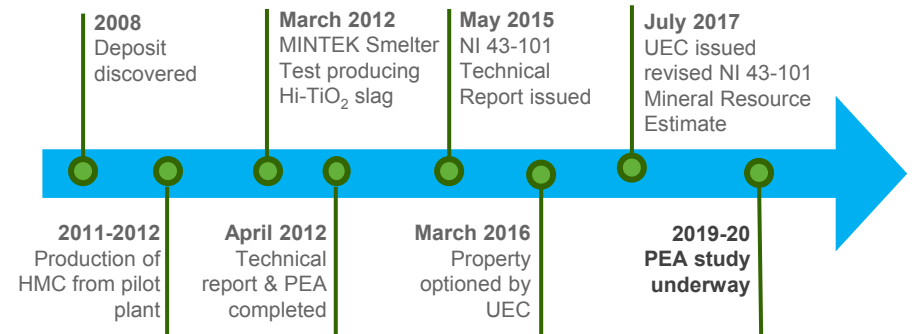 2008
Deposit
discovered
March 2012
MINTEK Smelter
Test producing
Hi-TiO₂ slag
May 2015
NI 43-101
Technical
Report issued
July 2017
UEC issued
revised NI 43-101
Mineral Resource
Estimate
2011-2012
Production of
HMC from pilot
plant
April 2012
Technical
report & PEA
completed
March 2016
Property
optioned by
UEC
2019-20
PEA study
underway